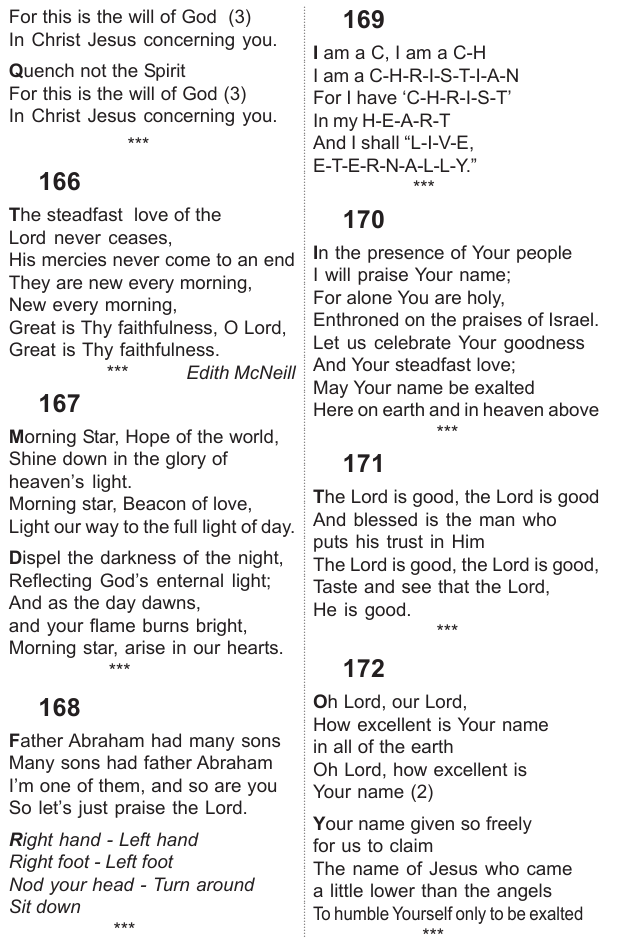 For this is the will of God (3)
In Christ Jesus concerning you.
Quench not the Spirit
For this is the will of God (3)
In Christ Jesus concerning you.
***
166
The steadfast love of the
Lord never ceases,
His mercies never come to an end
They are new every morning,
New every morning,
Great is Thy faithfulness, O Lord,
Great is Thy faithfulness.
*** Edith McNeill
167
Morning Star, Hope of the world,
Shine down in the glory of
heaven's light.
Morning star, Beacon of love,
Light our way to the full light of day.
Dispel the darkness of the night,
Reflecting God's enternal light;
And as the day dawns,
and your flame burns bright,
Morning star, arise in our hearts.
***
168
Father Abraham had many sons
Many sons had father Abraham
I'm one of them, and so are you
So let's just praise the Lord.
Right hand - Left hand
Right foot - Left foot
Nod your head - Turn around
Sit down
***
169
I am a C, I am a C-H
I am a C-H-R-I-S-T-I-A-N
For I have ‘C-H-R-I-S-T’
In my H-E-A-R-T
And I shall “L-I-V-E,
E-T-E-R-N-A-L-L-Y.”
***
170
In the presence of Your people
I will praise Your name;
For alone You are holy,
Enthroned on the praises of Israel.
Let us celebrate Your goodness
And Your steadfast love;
May Your name be exalted
Here on earth and in heaven above
***
171
The Lord is good, the Lord is good
And blessed is the man who
puts his trust in Him
The Lord is good, the Lord is good,
Taste and see that the Lord,
He is good.
***
172
Oh Lord, our Lord,
How excellent is Your name
in all of the earth
Oh Lord, how excellent is
Your name (2)
Your name given so freely
for us to claim
The name of Jesus who came
a little lower than the angels
To humble Yourself only to be exalted
***